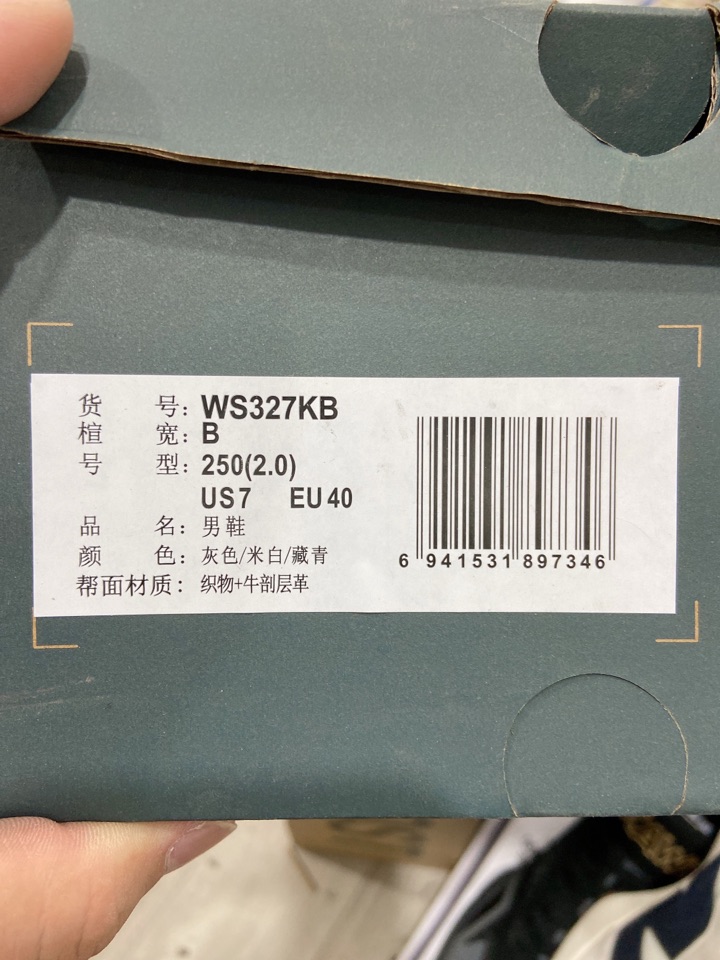 货 号：WS327KB
楦 宽：B
号 型：250(2.0)
US7 EU40
品 名：男鞋
颜 色：灰色/米白/藏青
帮面材质：织物+牛剖层革
6 941531 897346